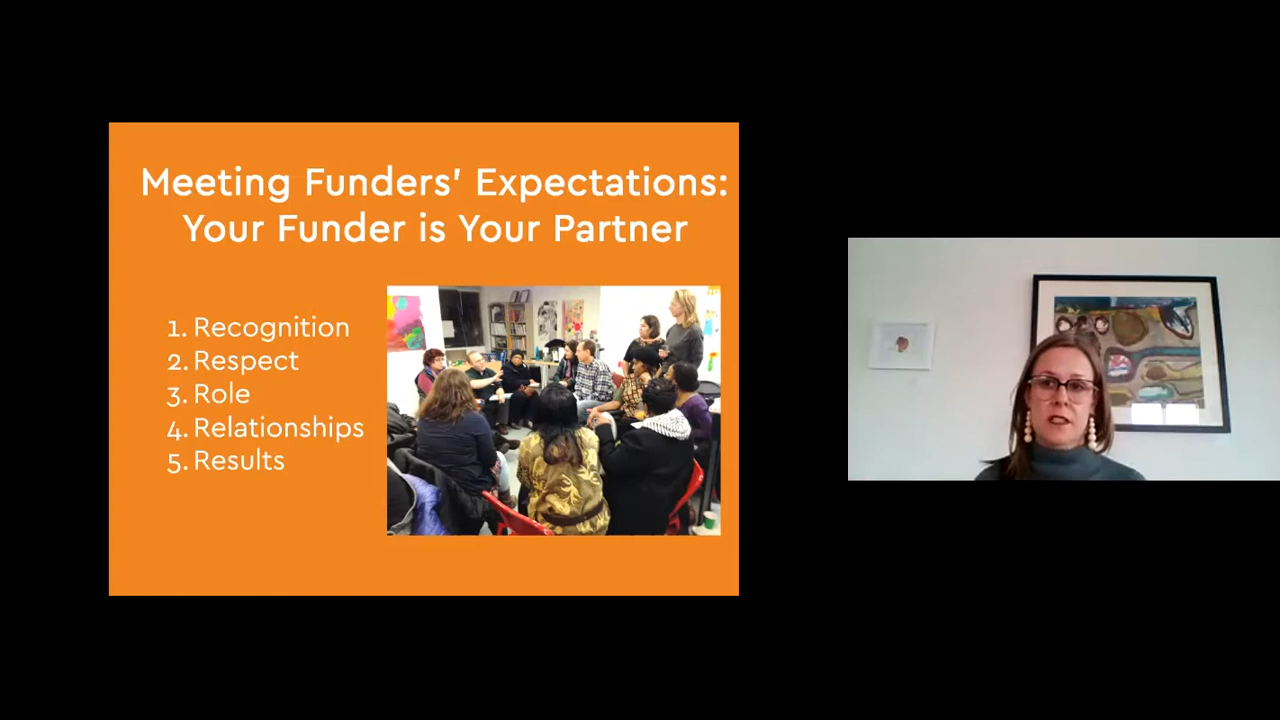 Meeting Funders' Expectations:
Your Funder is Your Partner
1. Recognition
2. Respect
3. Role
4. Relationships
5. Results